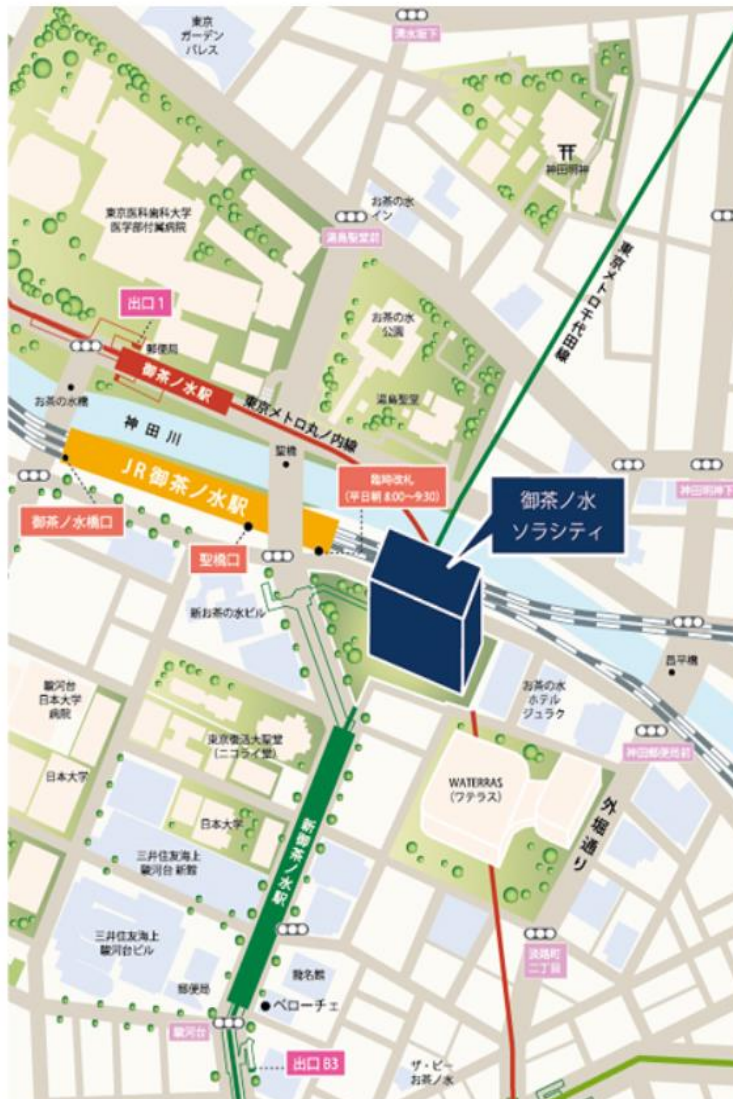 東京
ガーデン
パレス
清水坂下
神田明神
東京医科歯科大学
医学部付属病院
お茶の水
イン
湯島聖堂前
東京メトロ千代田線
出口1
郵便局
お茶の水
公園
御茶ノ水駅
湯島聖堂
お茶の水橋
東京メトロ丸ノ内線
神田川
聖橋
JR御茶ノ水駅
臨時改札
(平日朝 8:00〜9:30)
御茶ノ水
ソラシティ
神田明神下
御茶ノ水橋口
聖橋口
新お茶の水ビル
昌平橋
駿河台
日本大学
病院
お茶の水
ホテル
ジュラク
東京復活大聖堂
(ニコライ堂)
神田郵便局前
日本大学
WATERRAS
(ワテラス)
日本大学
外堀通り
新御茶ノ水駅
三井住友海上
駿河台 新館
三井住友海上
駿河台ビル
淡路町
二丁目
郵便局
龍名館
ベローチェ
駿河台
出口 B3
ザ・ビー
お茶ノ水